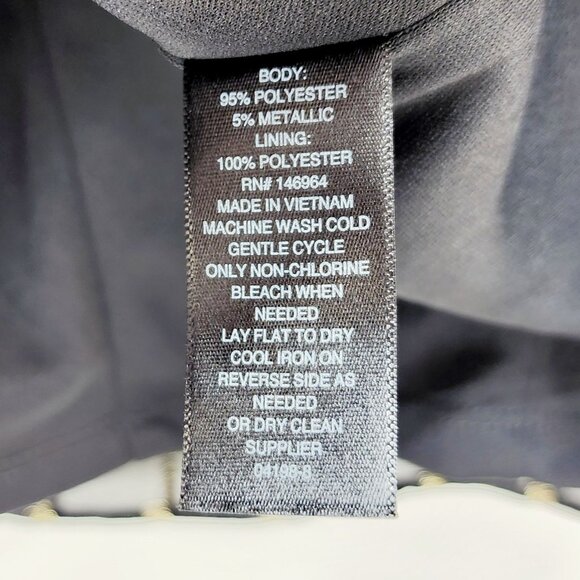 BODY:
95% POLYESTER
5% METALLIC
LINING:
100% POLYESTER
RN# 146964
MADE IN VIETNAM
MACHINE WASH COLD
GENTLE CYCLE
ONLY NON-CHLORINE
BLEACH WHEN
NEEDED
LAY FLAT TO DRY
COOL IRON ON
REVERSE SIDE AS
NEEDED
OR DRY CLEAN
SUPPLIER